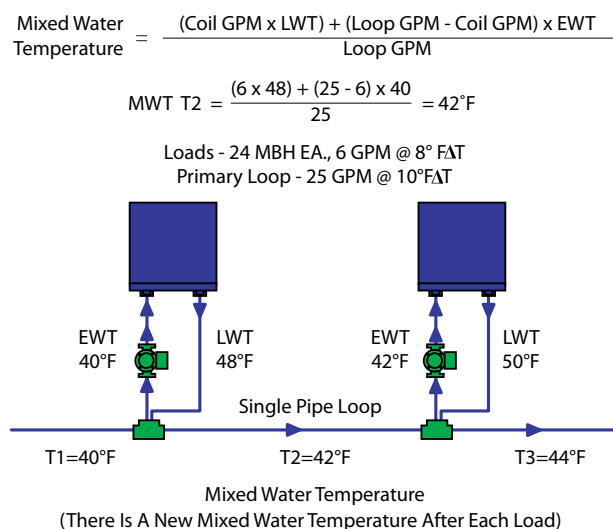 Mixed Water Temperature = (Coil GPM x LWT) + (Loop GPM - Coil GPM) x EWT
Loop GPM
MWT T2 = (6 x 48) + (25 - 6) x 40 = 42˚F
25
Loads - 24 MBH EA., 6 GPM @ 8° FΔT
Primary Loop - 25 GPM @ 10°FΔT
EWT
40°F
LWT
48°F
EWT
42°F
LWT
50°F
Single Pipe Loop
T1=40°F
T2=42°F
T3=44°F
Mixed Water Temperature
(There Is A New Mixed Water Temperature After Each Load)